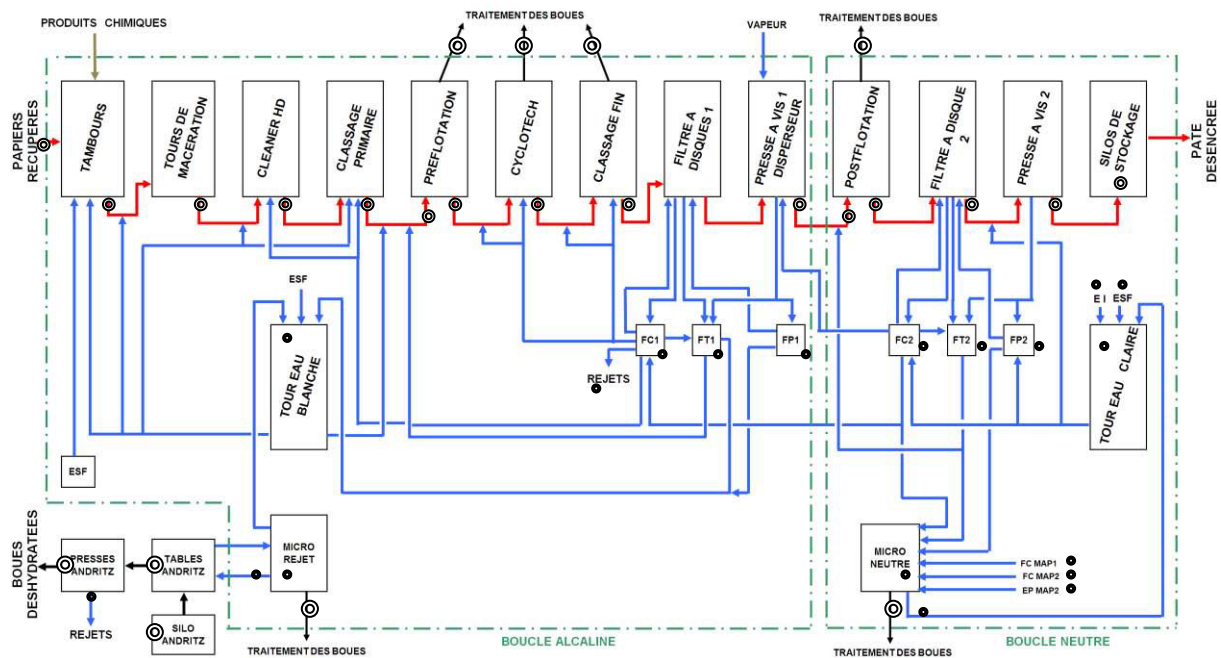 TRAITEMENT DES BOUES
TRAITEMENT DES BOUES
PRODUITS CHIMIQUES
VAPEUR
PAPIERS
RECUPERES
TAMBOURS
TOURS DE
MACERATION
CLEANER HD
CLASSAGE
PRIMAIRE
PREFLOTATION
CYCLOTECH
CLASSAGE FIN
FILTRE A
DISQUES 1
PRESSE A VIS 1
DISPERSEUR
POSTFLOTATION
FILTRE A DISQUE
2
PRESSE A VIS 2
SILOS DE
STOCKAGE
PATE
DESENCREE
ESF
E I
ESF
TOUR EAU
BLANCHE
FC1
FT1
FP1
FC2
FT2
FP2
TOUR EAU CLAIRE
REJETS
ESF
BOUES
DESHYDRATEES
PRESSES
ANDRITZ
TABLES
ANDRITZ
MICRO
REJET
MICRO
NEUTRE
FC MAP1
FC MAP2
EP MAP2
REJETS
SILO
ANDRITZ
BOUCLE ALCALINE
BOUCLE NEUTRE
TRAITEMENT DES BOUES
TRAITEMENT DES BOUES